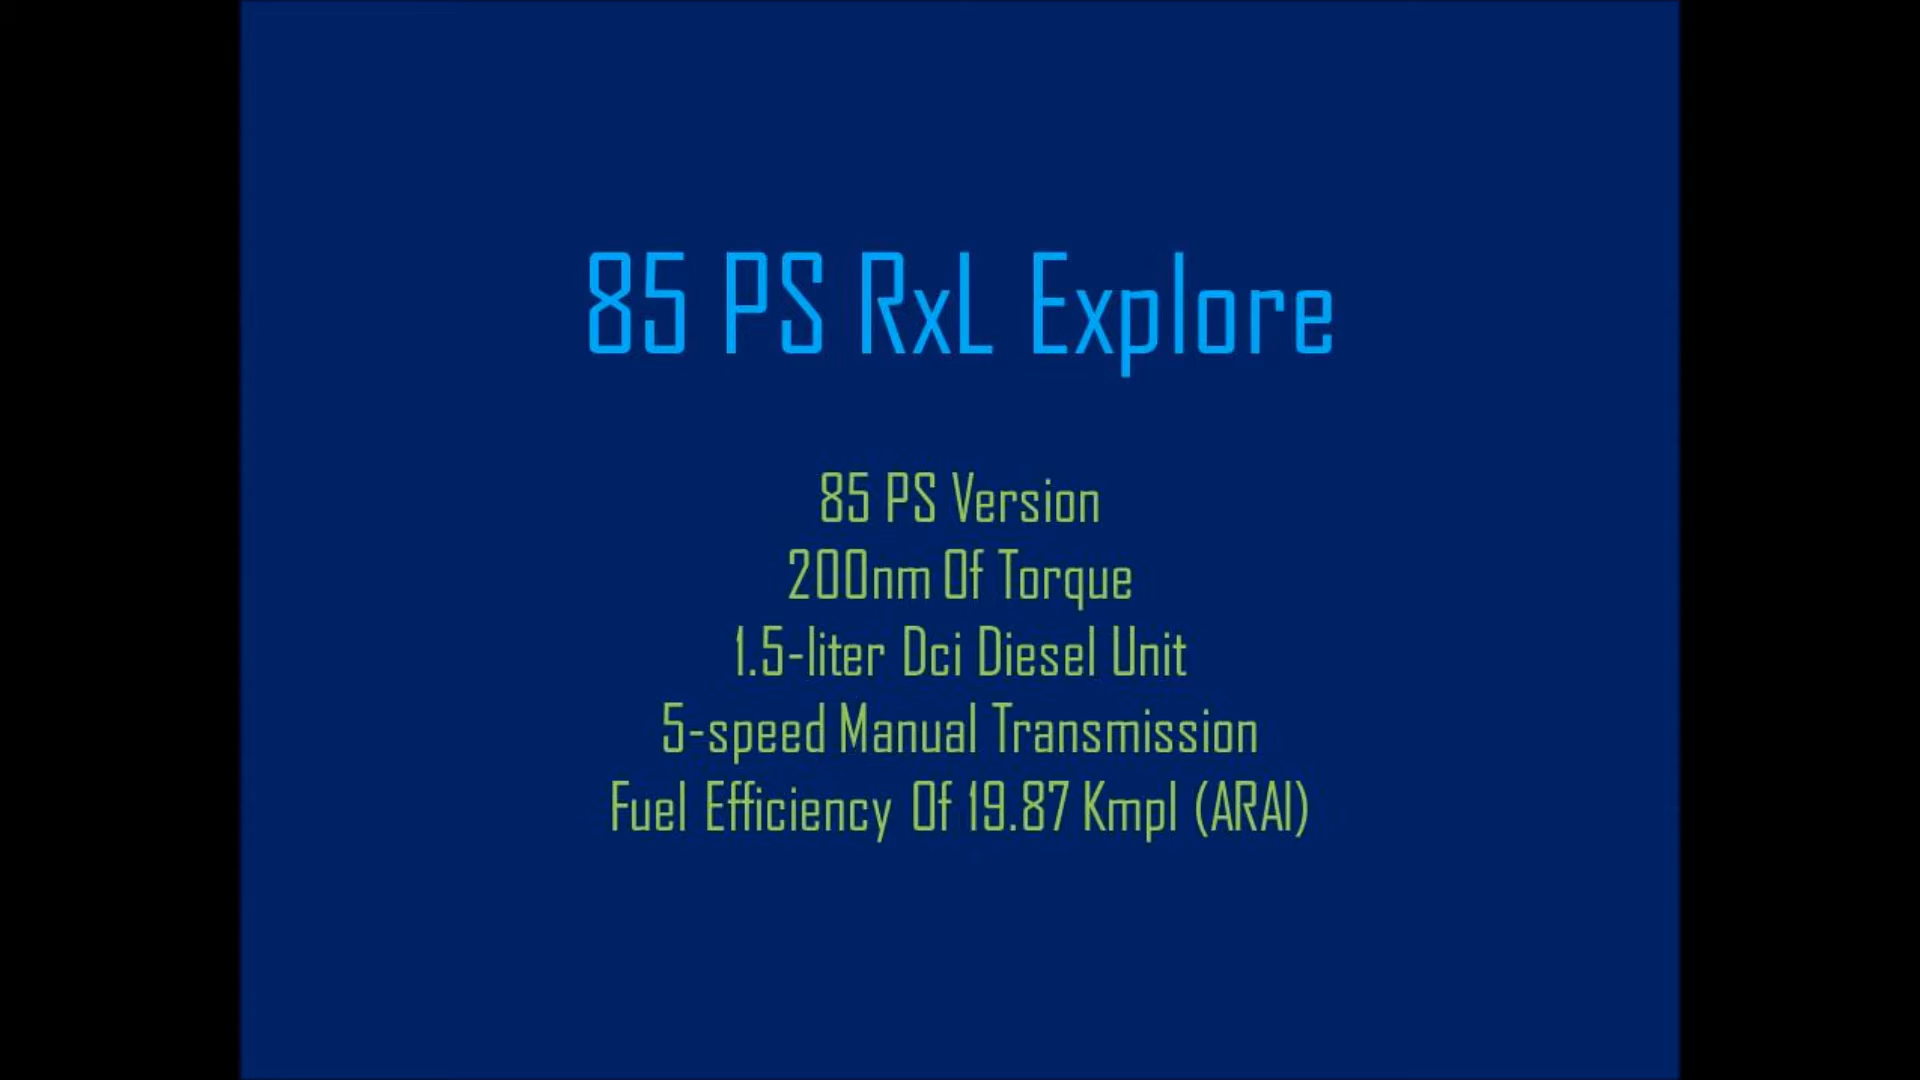 85 PS RxL Explore
85 PS Version
200nm Of Torque
1.5-liter Dci Diesel Unit
5-speed Manual Transmission
Fuel Efficiency Of 19.87 Kmpl (ARAI)